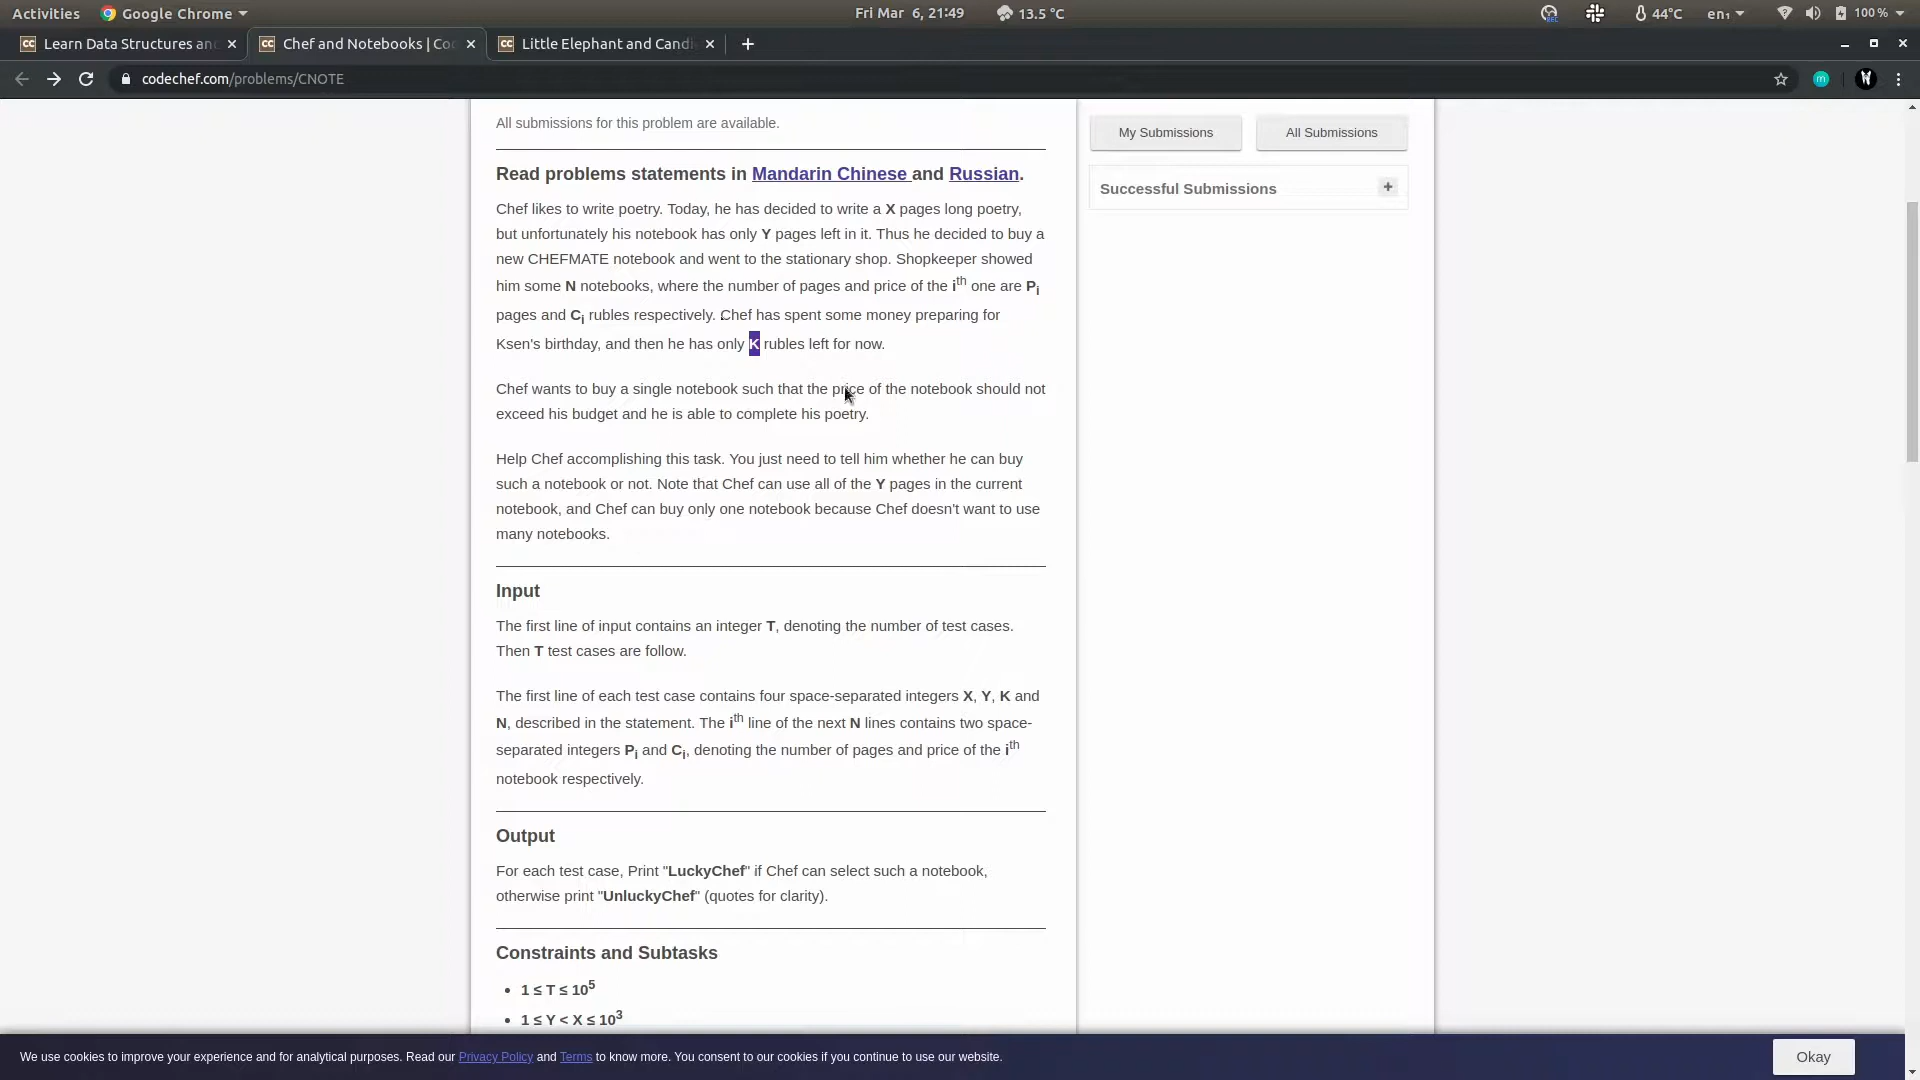 Activities Google Chrome Fri Mar 6, 21:49 13.5 °C 44°C en₁ 100 %
Learn Data Structures an Chef and Notebooks | Co Little Elephant and Candi
codechef.com/problems/CNOTE
All submissions for this problem are available.
My Submissions All Submissions
Read problems statements in Mandarin Chinese and Russian.
Successful Submissions
Chef likes to write poetry. Today, he has decided to write a X pages long poetry,
but unfortunately his notebook has only Y pages left in it. Thus he decided to buy a
new CHEFMATE notebook and went to the stationary shop. Shopkeeper showed
him some N notebooks, where the number of pages and price of the iᵗʰ one are Pᵢ
pages and Cᵢ rubles respectively. Chef has spent some money preparing for
Ksen's birthday, and then he has only K rubles left for now.
Chef wants to buy a single notebook such that the price of the notebook should not
exceed his budget and he is able to complete his poetry.
Help Chef accomplishing this task. You just need to tell him whether he can buy
such a notebook or not. Note that Chef can use all of the Y pages in the current
notebook, and Chef can buy only one notebook because Chef doesn't want to use
many notebooks.
Input
The first line of input contains an integer T, denoting the number of test cases.
Then T test cases are follow.
The first line of each test case contains four space-separated integers X, Y, K and
N, described in the statement. The iᵗʰ line of the next N lines contains two space-
separated integers Pᵢ and Cᵢ, denoting the number of pages and price of the iᵗʰ
notebook respectively.
Output
For each test case, Print "LuckyChef" if Chef can select such a notebook,
otherwise print "UnluckyChef" (quotes for clarity).
Constraints and Subtasks
• 1 ≤ T ≤ 10⁵
• 1 ≤ Y < X ≤ 10³
We use cookies to improve your experience and for analytical purposes. Read our Privacy Policy and Terms to know more. You consent to our cookies if you continue to use our website. Okay